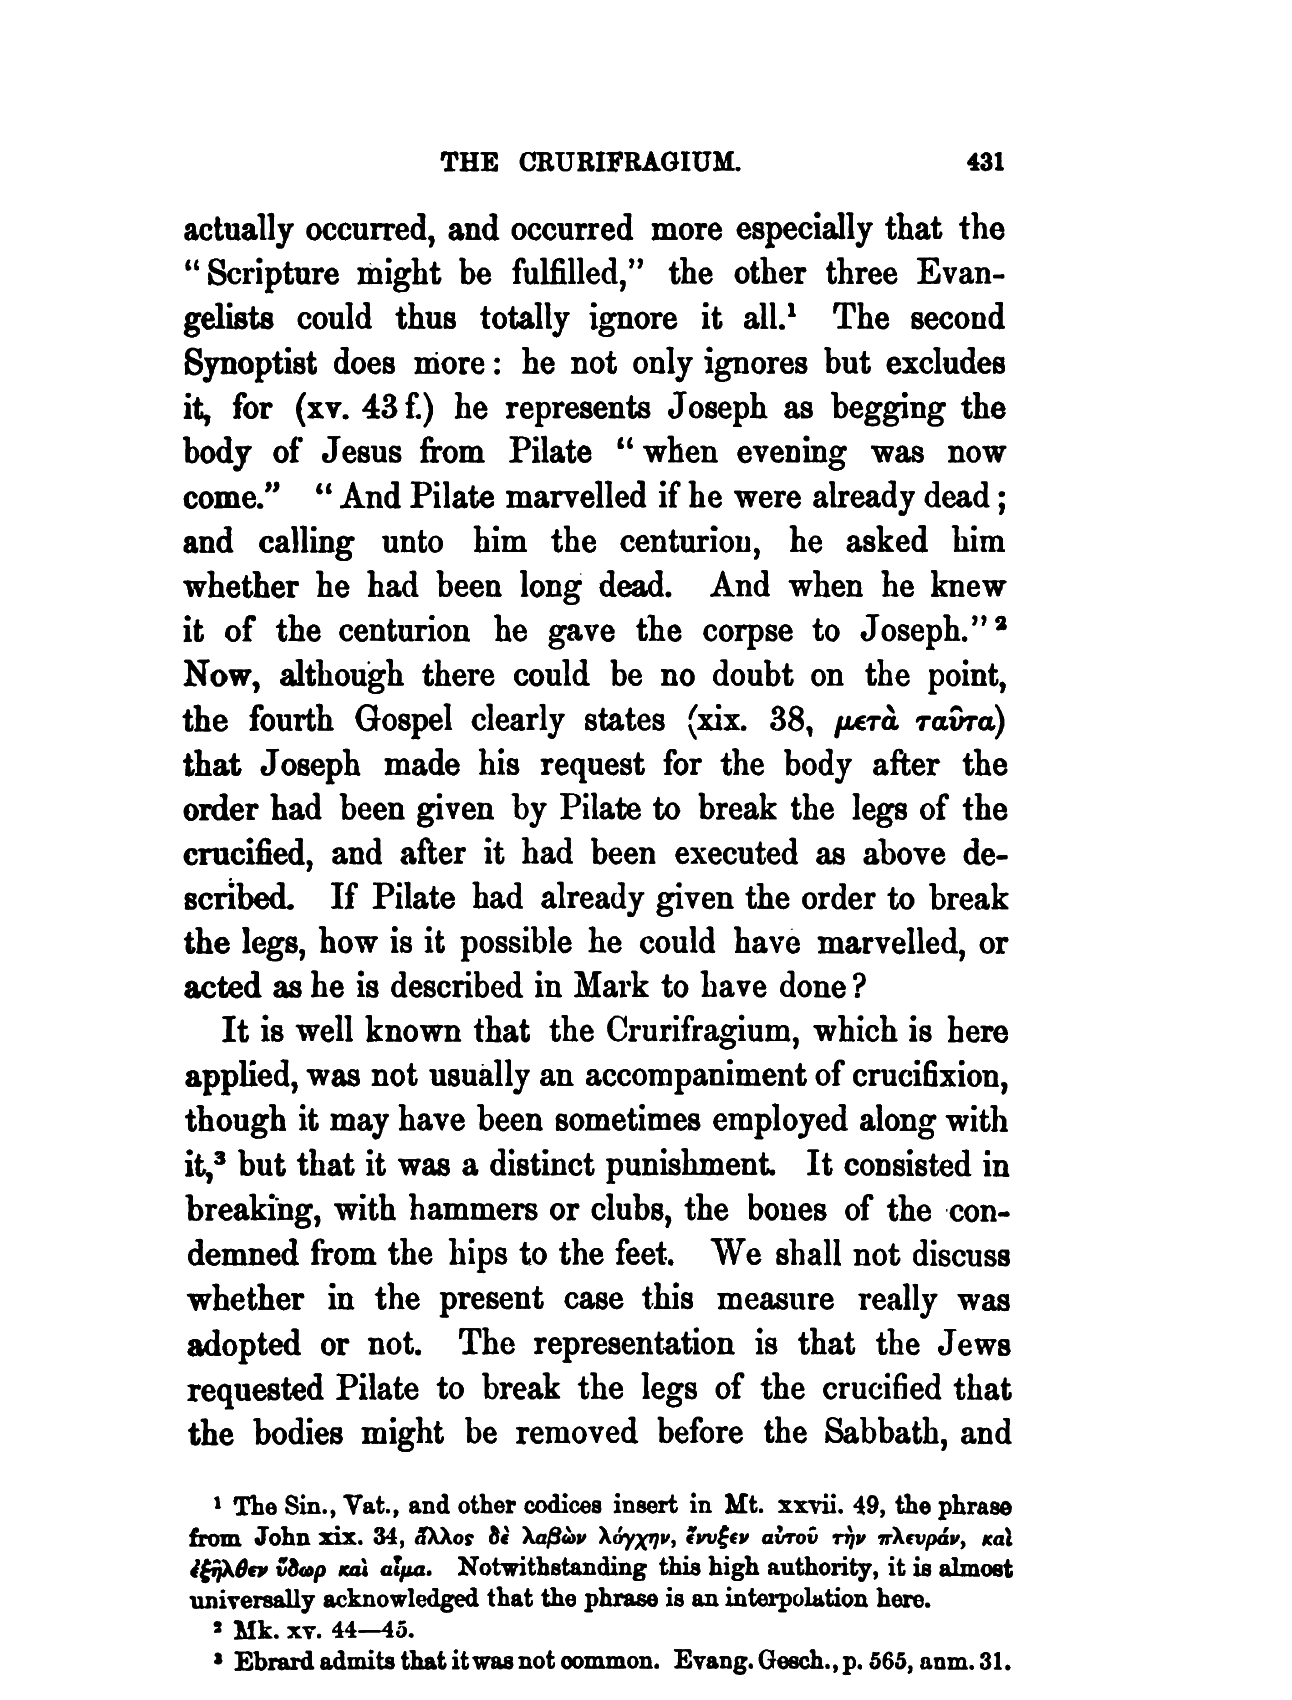 THE CRURIFRAGIUM. 431
actually occurred, and occurred more especially that the
“Scripture might be fulfilled,” the other three Evan-
gelists could thus totally ignore it all.¹ The second
Synoptist does more: he not only ignores but excludes
it, for (xv. 43 f.) he represents Joseph as begging the
body of Jesus from Pilate “when evening was now
come.” “And Pilate marvelled if he were already dead;
and calling unto him the centurion, he asked him
whether he had been long dead. And when he knew
it of the centurion he gave the corpse to Joseph.”²
Now, although there could be no doubt on the point,
the fourth Gospel clearly states (xix. 38, μετὰ ταῦτα)
that Joseph made his request for the body after the
order had been given by Pilate to break the legs of the
crucified, and after it had been executed as above de-
scribed. If Pilate had already given the order to break
the legs, how is it possible he could have marvelled, or
acted as he is described in Mark to have done?
It is well known that the Crurifragium, which is here
applied, was not usually an accompaniment of crucifixion,
though it may have been sometimes employed along with
it,³ but that it was a distinct punishment. It consisted in
breaking, with hammers or clubs, the bones of the con-
demned from the hips to the feet. We shall not discuss
whether in the present case this measure really was
adopted or not. The representation is that the Jews
requested Pilate to break the legs of the crucified that
the bodies might be removed before the Sabbath, and
¹ The Sin., Vat., and other codices insert in Mt. xxvii. 49, the phrase
from John xix. 34, ἄλλος δὲ λαβὼν λόγχην, ἔνυξεν αὐτοῦ τὴν πλευράν, καὶ
ἐξῆλθεν ὕδωρ καὶ αἷμα. Notwithstanding this high authority, it is almost
universally acknowledged that the phrase is an interpolation here.
² Mk. xv. 44—45.
³ Ebrard admits that it was not common. Evang. Gesch., p. 565, anm. 31.